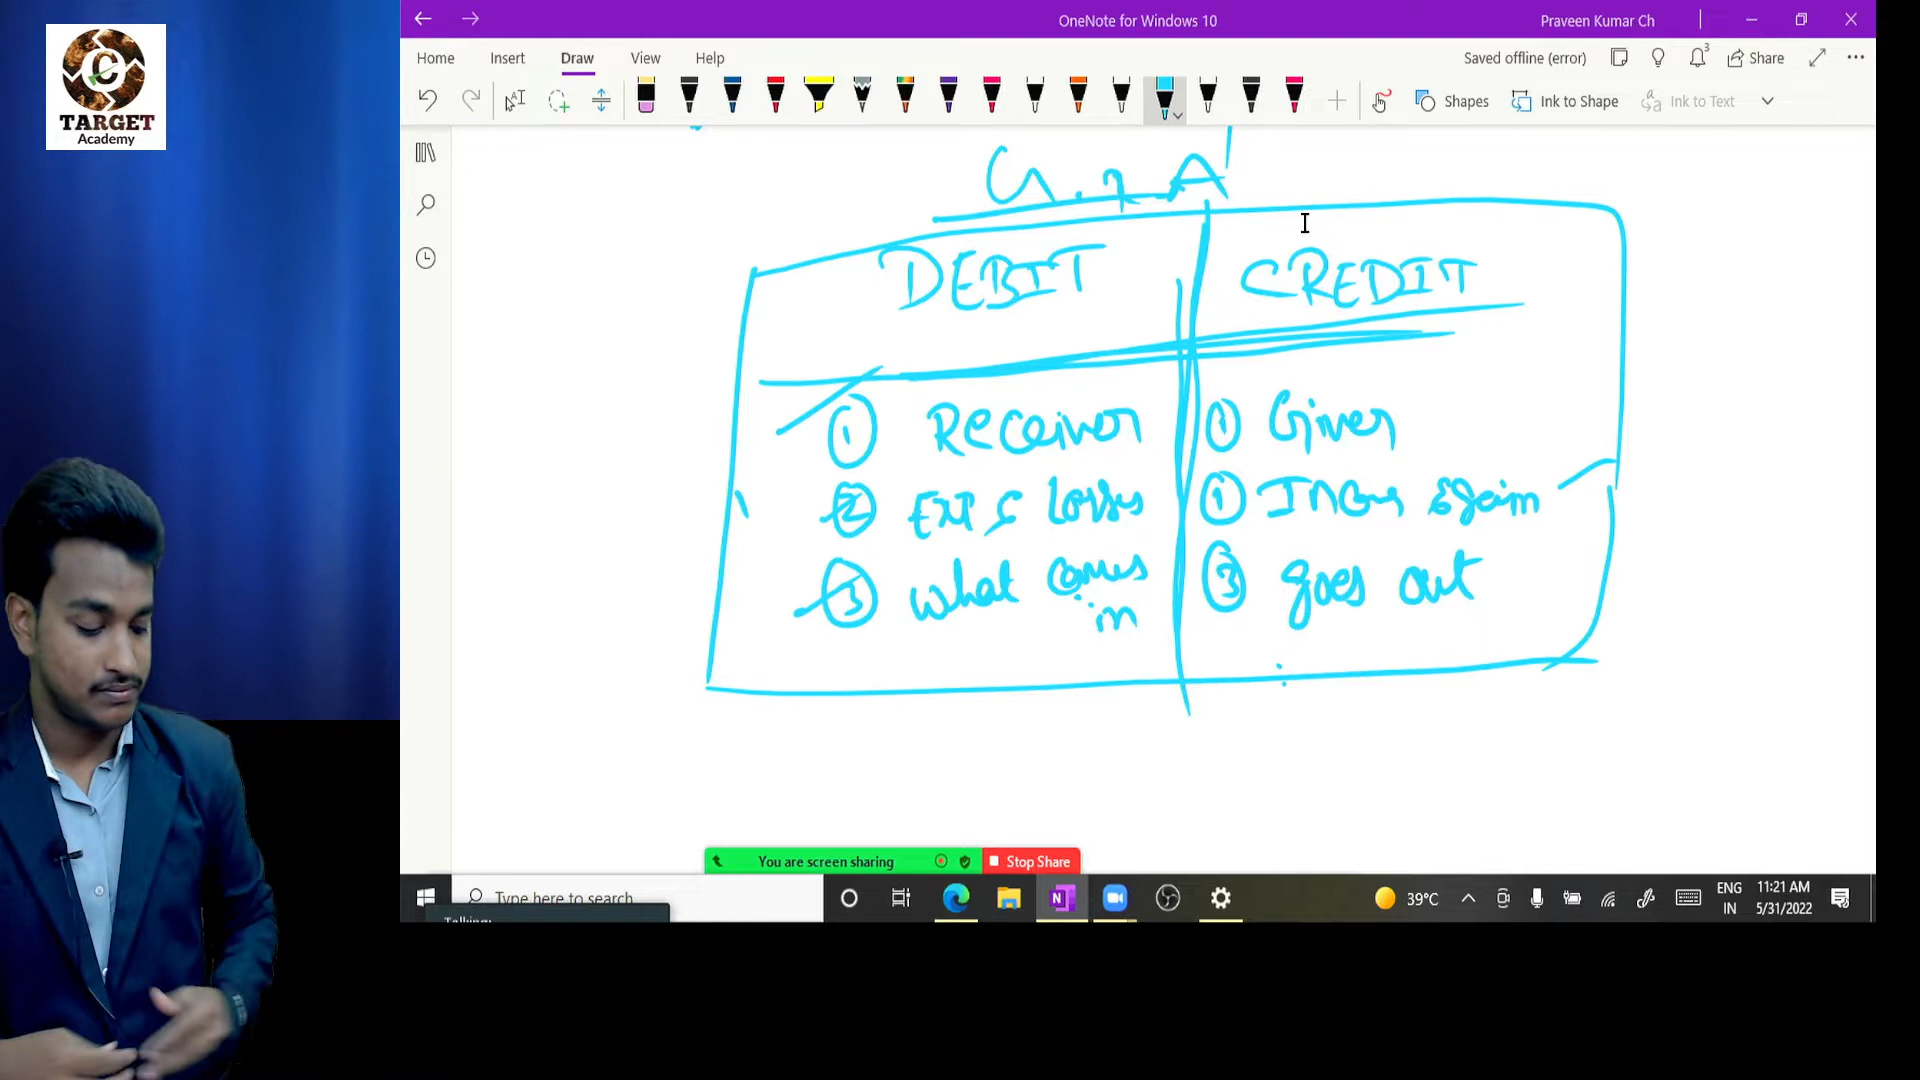 C
TARGET
Academy
OneNote for Windows 10
Praveen Kumar Ch
Home
Insert
Draw
View
Help
Saved offline (error)
3
Share
Shapes
Ink to Shape
Ink to Text
DEBIT
CREDIT
① Receiver
① Giver
② EXP & Losses
① & gain
③ what comes
in
③ goes out
You are screen sharing
Stop Share
Type here to search
Talking:
39°C
ENG
IN
11:21 AM
5/31/2022